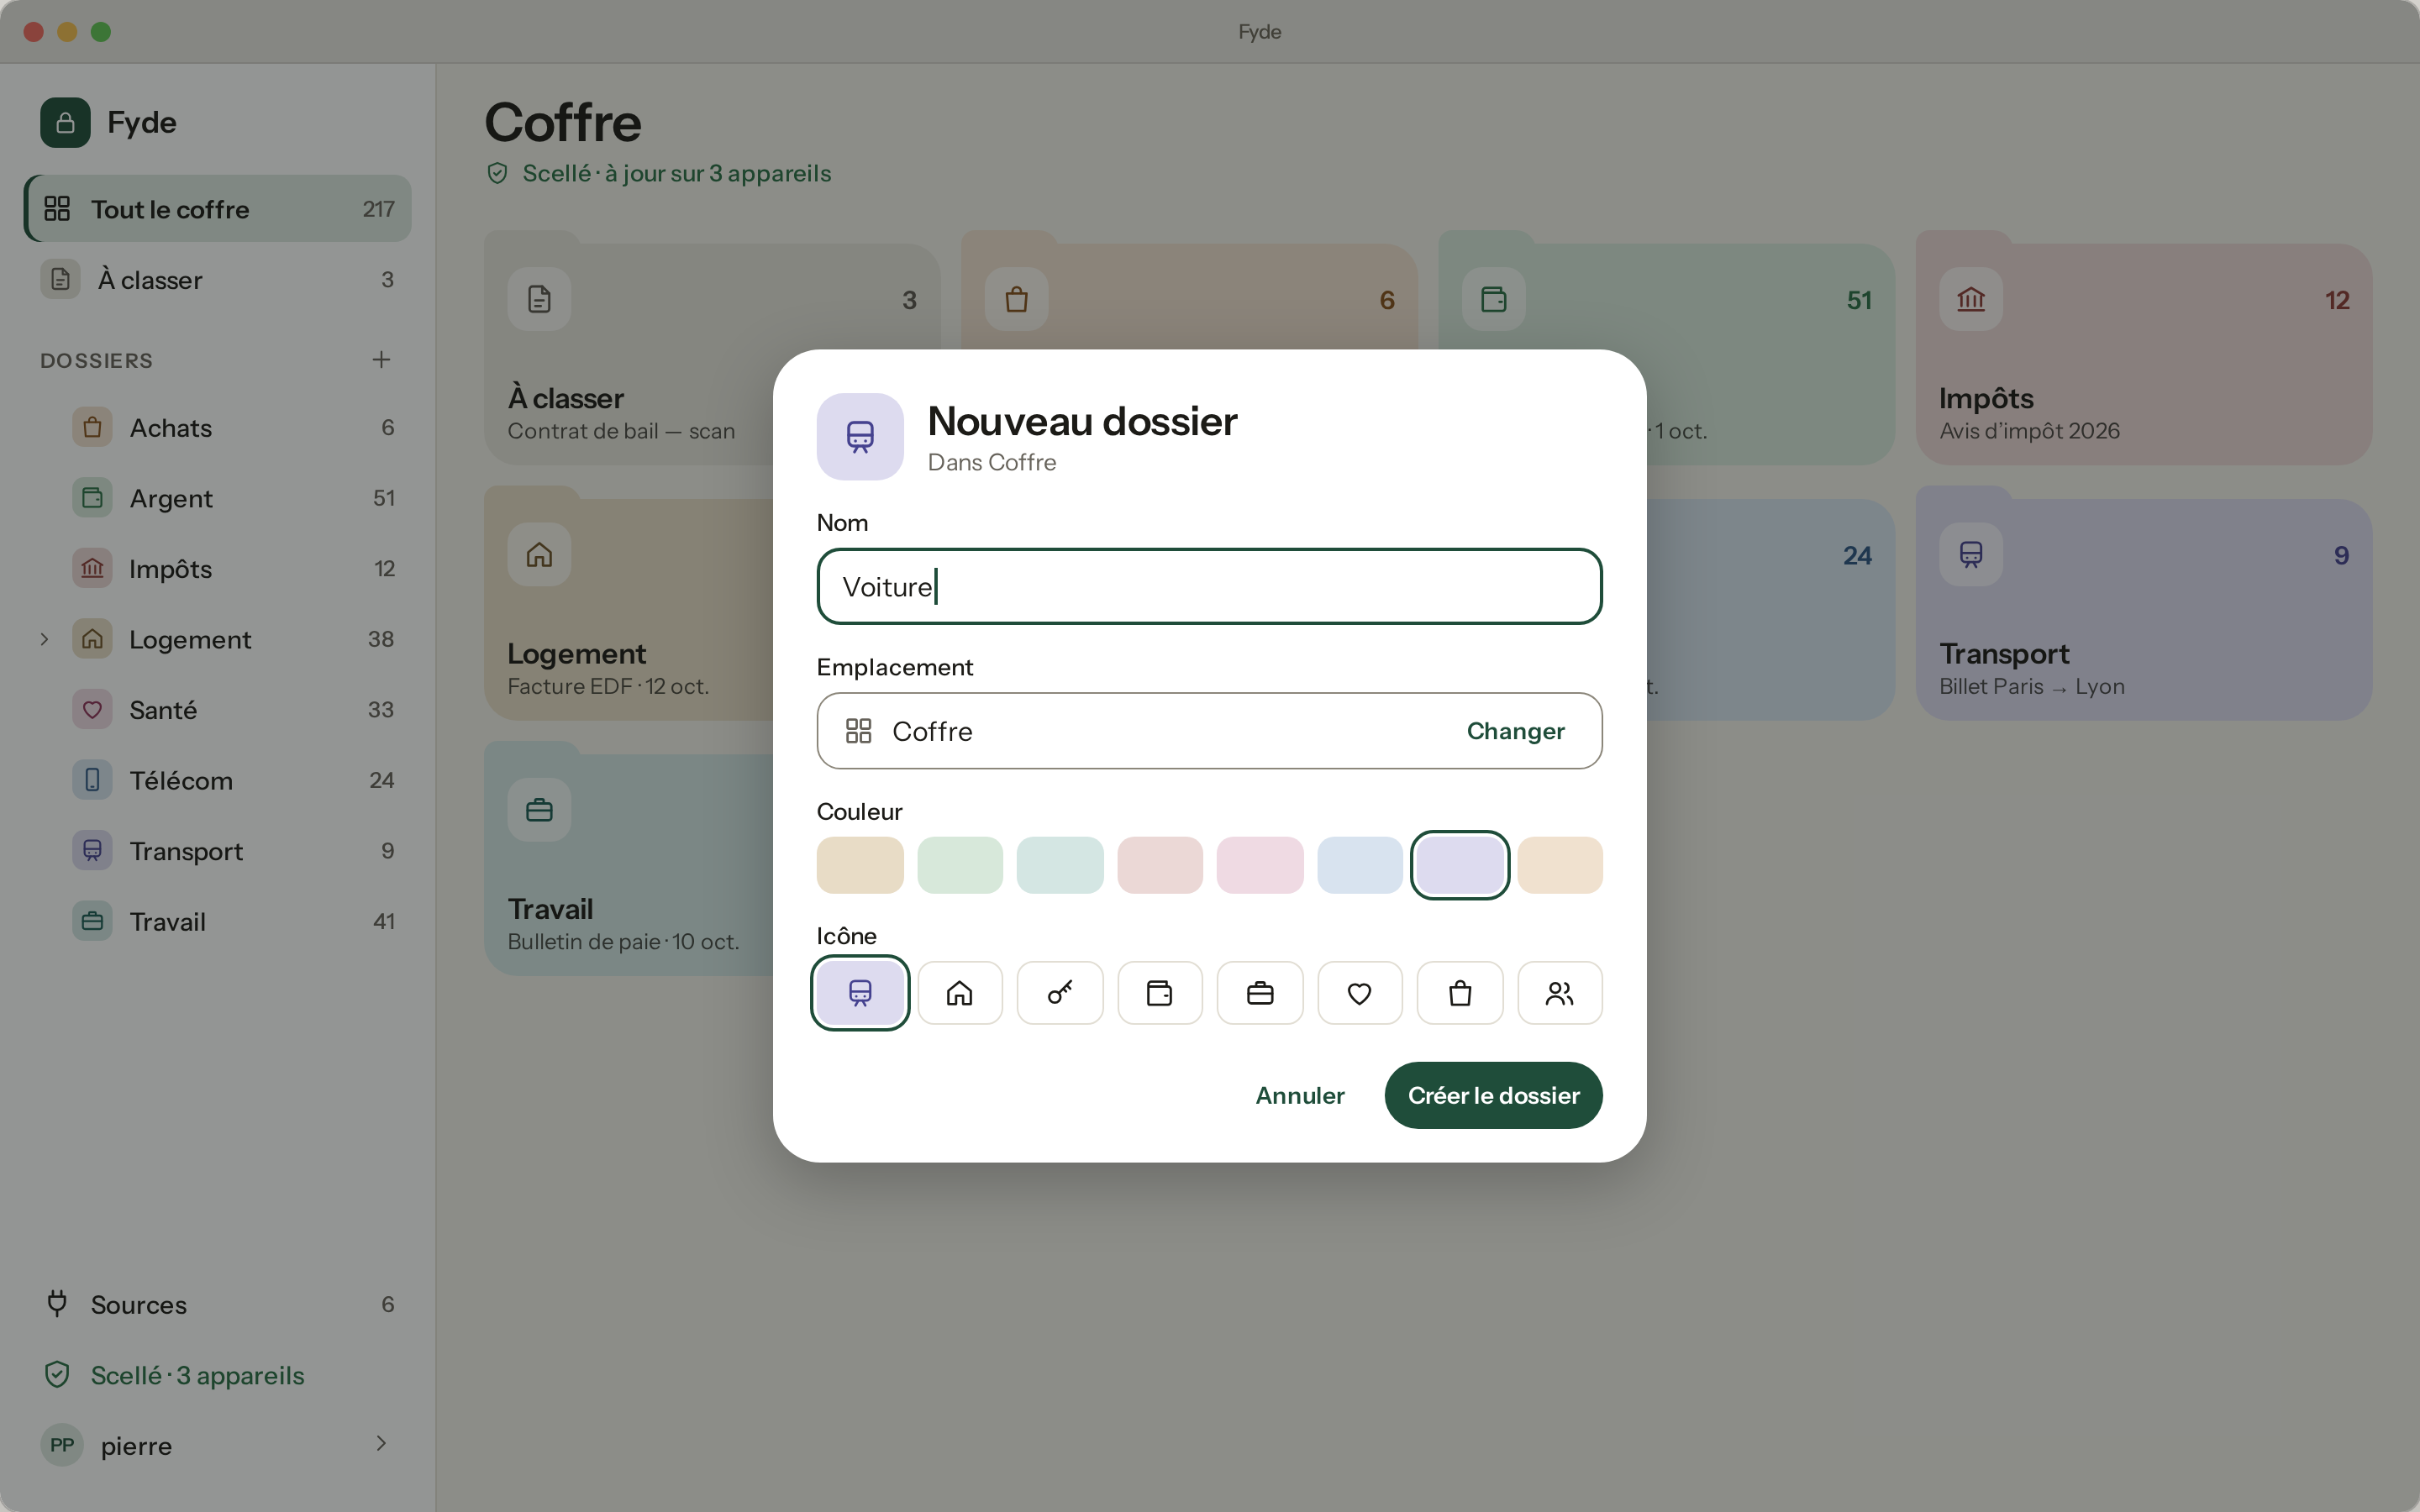 Fyde
Fyde
Tout le coffre 217
À classer 3
DOSSIERS
Achats 6
Argent 51
Impôts 12
Logement 38
Santé 33
Télécom 24
Transport 9
Travail 41
Sources 6
Scellé · 3 appareils
PP pierre
Coffre
Scellé · à jour sur 3 appareils
3
À classer
Contrat de bail — scan
6
51
· 1 oct.
12
Impôts
Avis d’impôt 2026
Logement
Facture EDF · 12 oct.
24
9
Transport
Billet Paris → Lyon
Travail
Bulletin de paie · 10 oct.
Nouveau dossier
Dans Coffre
Nom
Voiture
Emplacement
Coffre Changer
Couleur
Icône
Annuler Créer le dossier